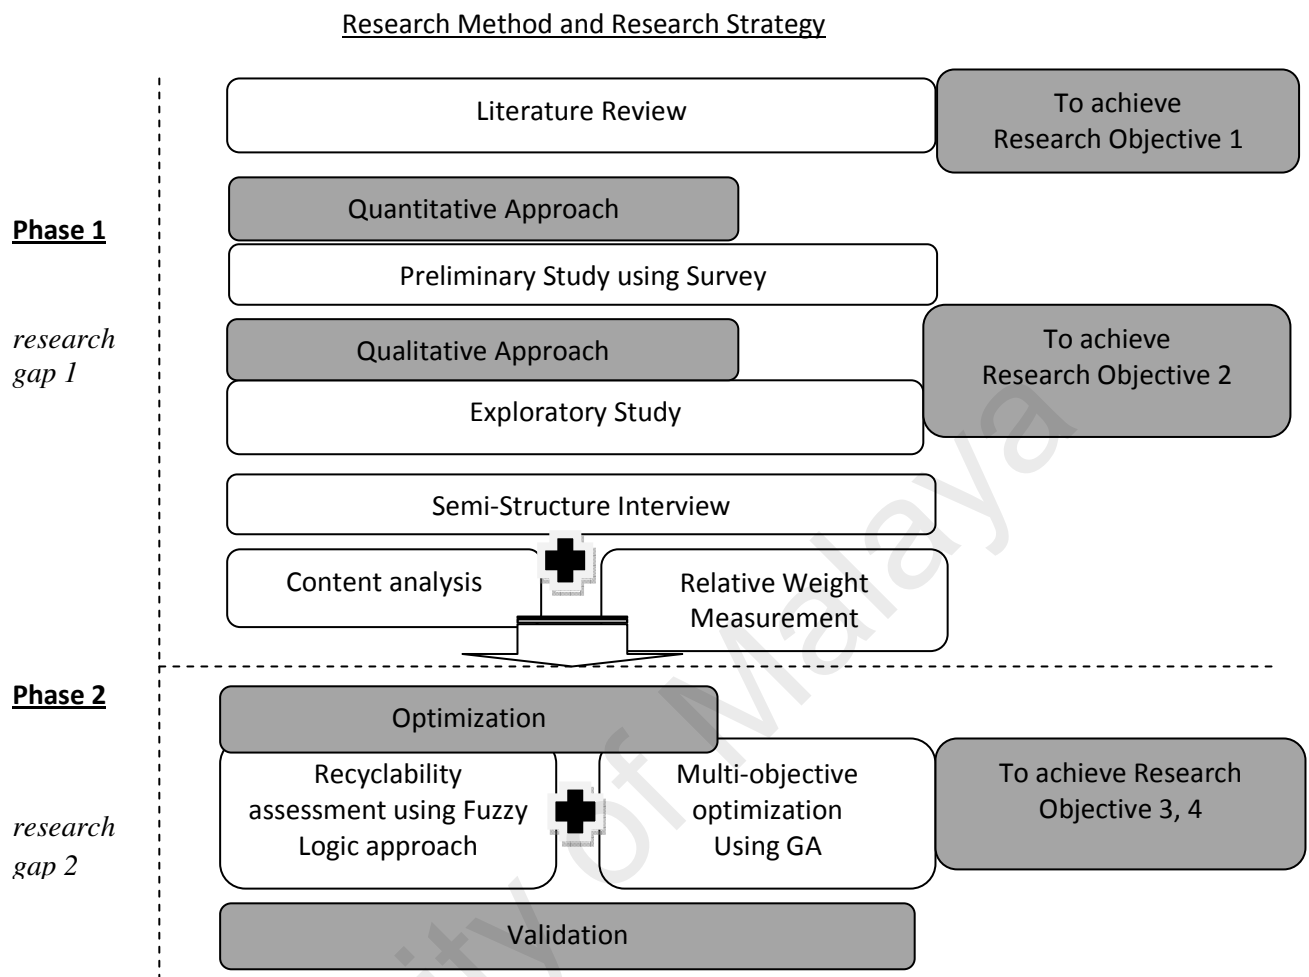 Research Method and Research Strategy
Literature Review
To achieve
Research Objective 1
Phase 1
Quantitative Approach
Preliminary Study using Survey
research
gap 1
Qualitative Approach
To achieve
Research Objective 2
Exploratory Study
Semi-Structure Interview
Content analysis
Relative Weight
Measurement
Phase 2
Optimization
Recyclability
assessment using Fuzzy
Logic approach
Multi-objective
optimization
Using GA
To achieve Research
Objective 3, 4
research
gap 2
Validation
ity of Malaya